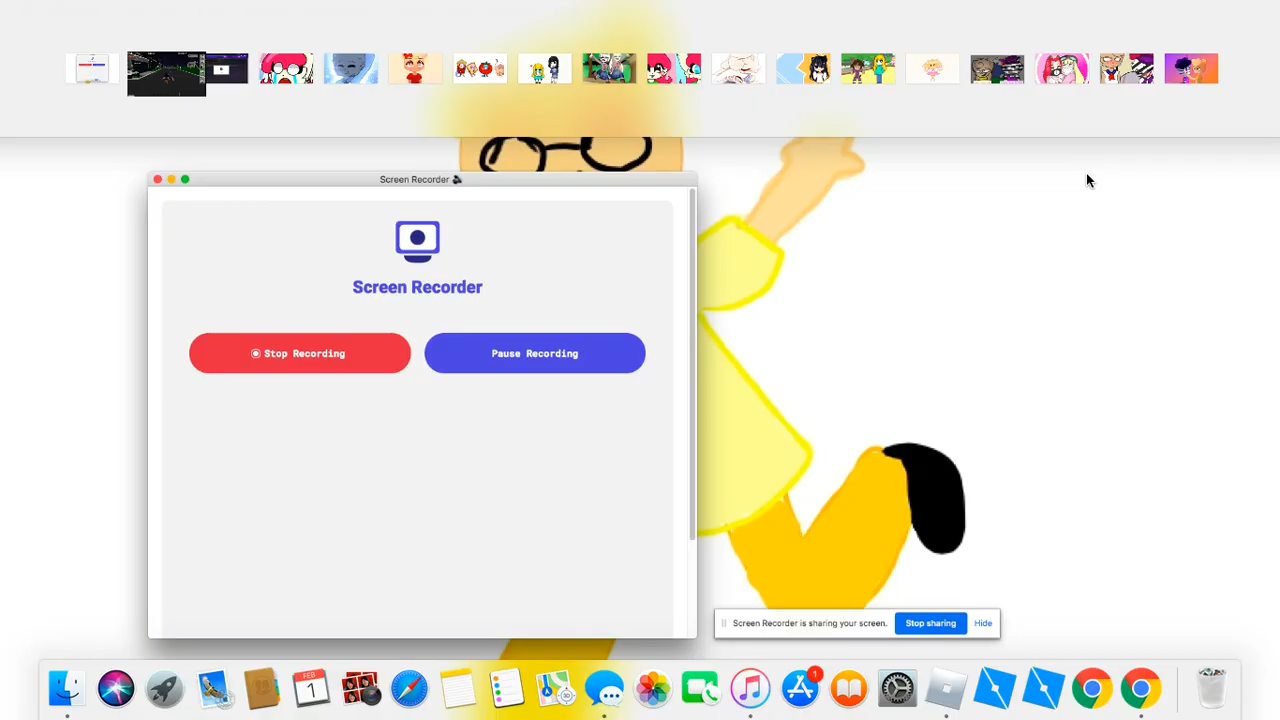 Screen Recorder
Screen Recorder
Stop Recording
Pause Recording
Screen Recorder is sharing your screen.
Stop sharing
Hide
FEB
1
1